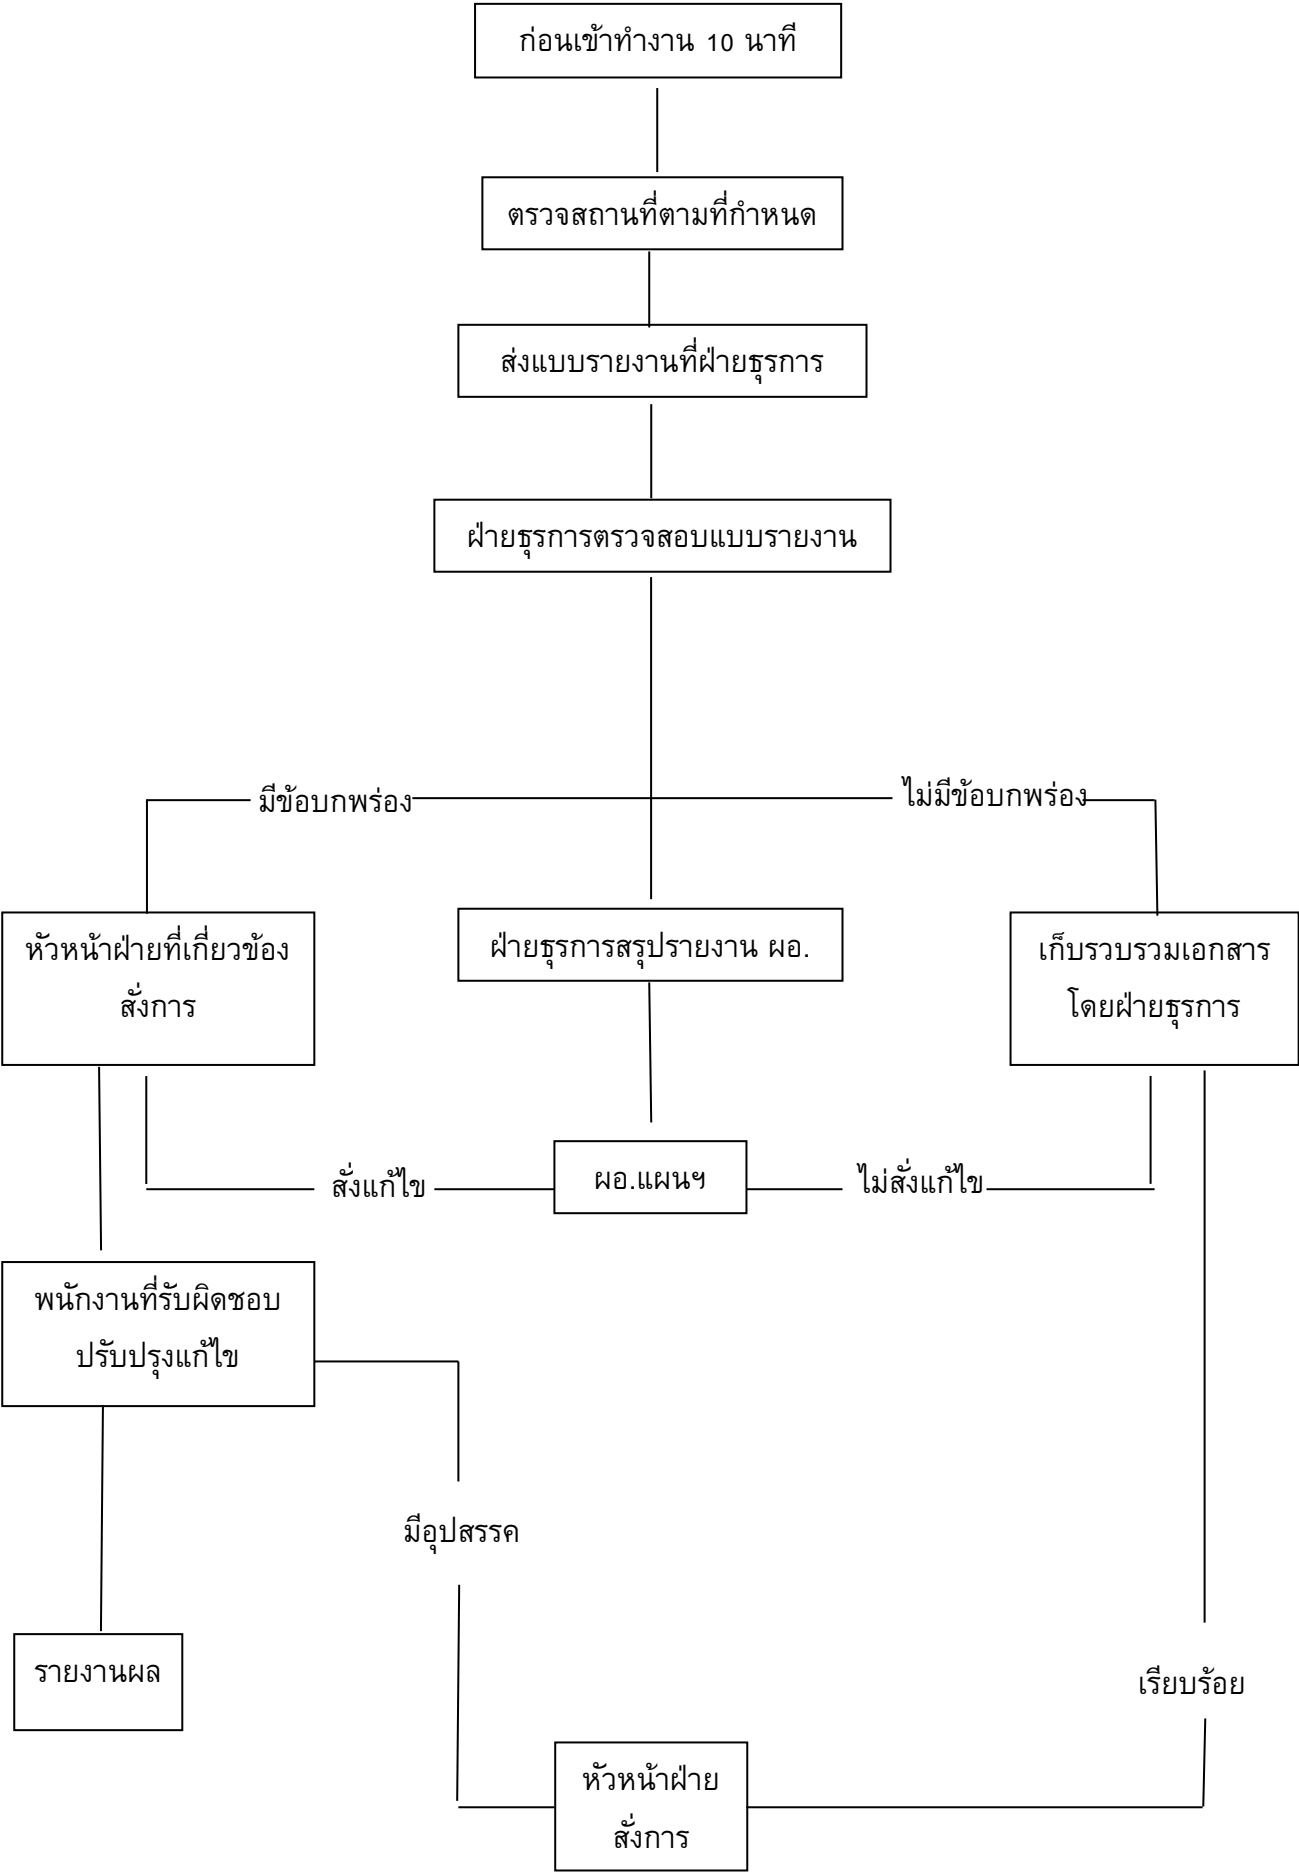 ก่อนเข้าทำงาน 10 นาที
ตรวจสถานที่ตามที่กำหนด
ส่งแบบรายงานที่ฝ่ายธุรการ
ฝ่ายธุรการตรวจสอบแบบรายงาน
มีข้อบกพร่อง
ไม่มีข้อบกพร่อง
หัวหน้าฝ่ายที่เกี่ยวข้อง
สั่งการ
ฝ่ายธุรการสรุปรายงาน ผอ.
เก็บรวบรวมเอกสาร
โดยฝ่ายธุรการ
สั่งแก้ไข
ผอ.แผนฯ
ไม่สั่งแก้ไข
พนักงานที่รับผิดชอบ
ปรับปรุงแก้ไข
มีอุปสรรค
รายงานผล
เรียบร้อย
หัวหน้าฝ่าย
สั่งการ